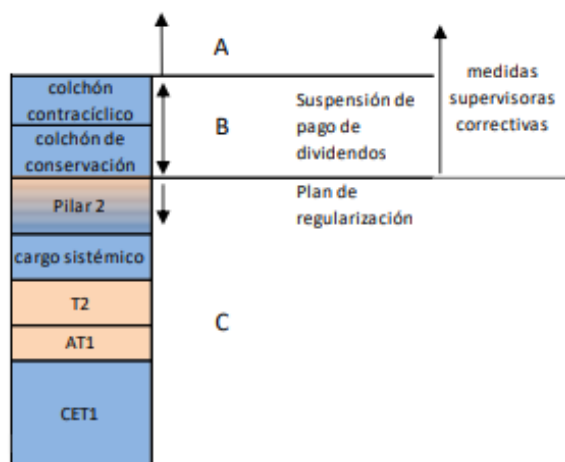 A
colchón
contracíclico
colchón de
conservación
B
Suspensión de
pago de
dividendos
medidas
supervisoras
correctivas
Pilar 2
Plan de
regularización
cargo sistémico
T2
AT1
C
CET1